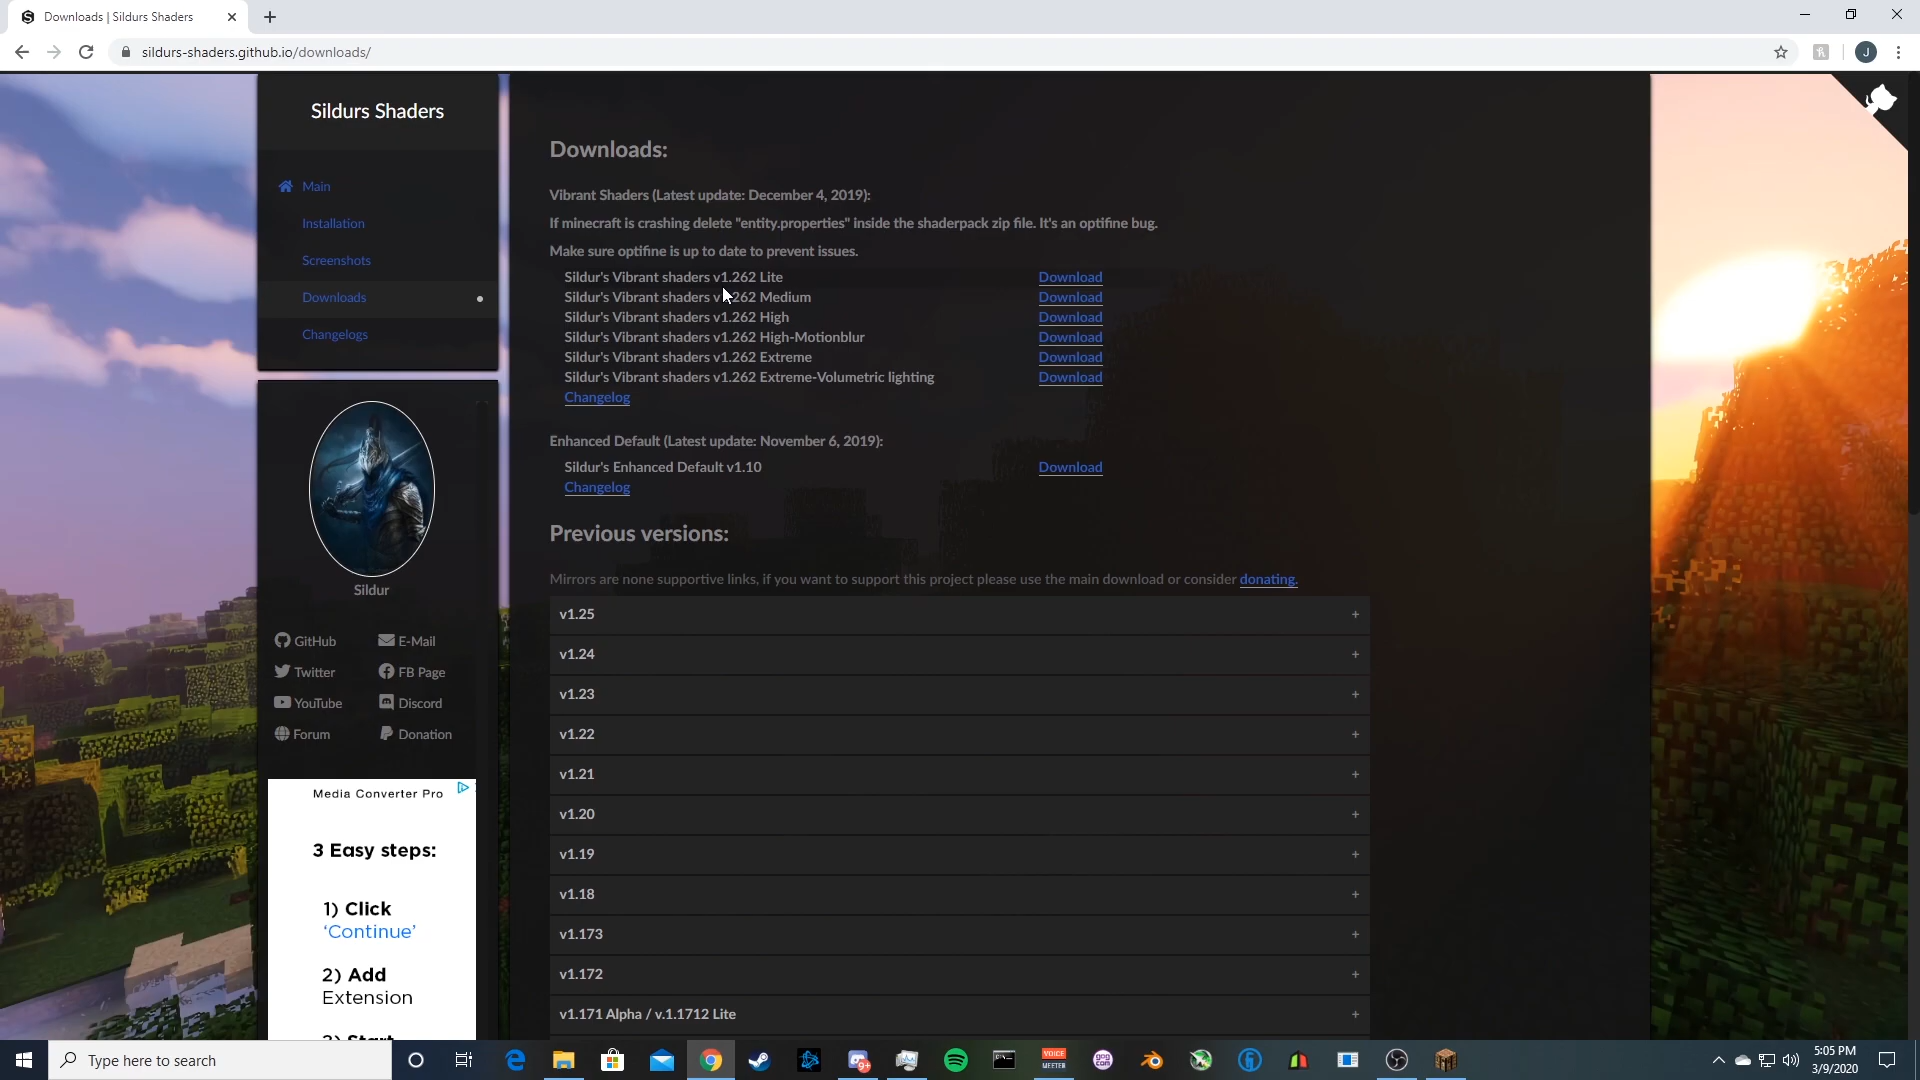 Downloads | Sildurs Shaders
sildurs-shaders.github.io/downloads/
J
Sildurs Shaders
Main
Installation
Screenshots
Downloads
Changelogs
Sildur
GitHub E-Mail
Twitter FB Page
YouTube Discord
Forum Donation
Media Converter Pro
3 Easy steps:
1) Click
‘Continue’
2) Add
Extension
3) Start
Downloads:
Vibrant Shaders (Latest update: December 4, 2019):
If minecraft is crashing delete "entity.properties" inside the shaderpack zip file. It's an optifine bug.
Make sure optifine is up to date to prevent issues.
Sildur's Vibrant shaders v1.262 Lite Download
Sildur's Vibrant shaders v1.262 Medium Download
Sildur's Vibrant shaders v1.262 High Download
Sildur's Vibrant shaders v1.262 High-Motionblur Download
Sildur's Vibrant shaders v1.262 Extreme Download
Sildur's Vibrant shaders v1.262 Extreme-Volumetric lighting Download
Changelog
Enhanced Default (Latest update: November 6, 2019):
Sildur's Enhanced Default v1.10 Download
Changelog
Previous versions:
Mirrors are none supportive links, if you want to support this project please use the main download or consider donating.
v1.25 +
v1.24 +
v1.23 +
v1.22 +
v1.21 +
v1.20 +
v1.19 +
v1.18 +
v1.173 +
v1.172 +
v1.171 Alpha / v.1.1712 Lite +
Type here to search
9+
VOICE
MEETER
GOG
COM
5:05 PM
3/9/2020